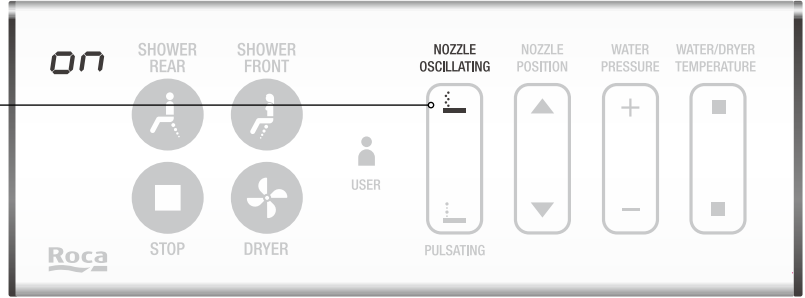 on
SHOWER
REAR
SHOWER
FRONT
NOZZLE
OSCILLATING
NOZZLE
POSITION
WATER
PRESSURE
WATER/DRYER
TEMPERATURE
USER
STOP
DRYER
PULSATING
Roca